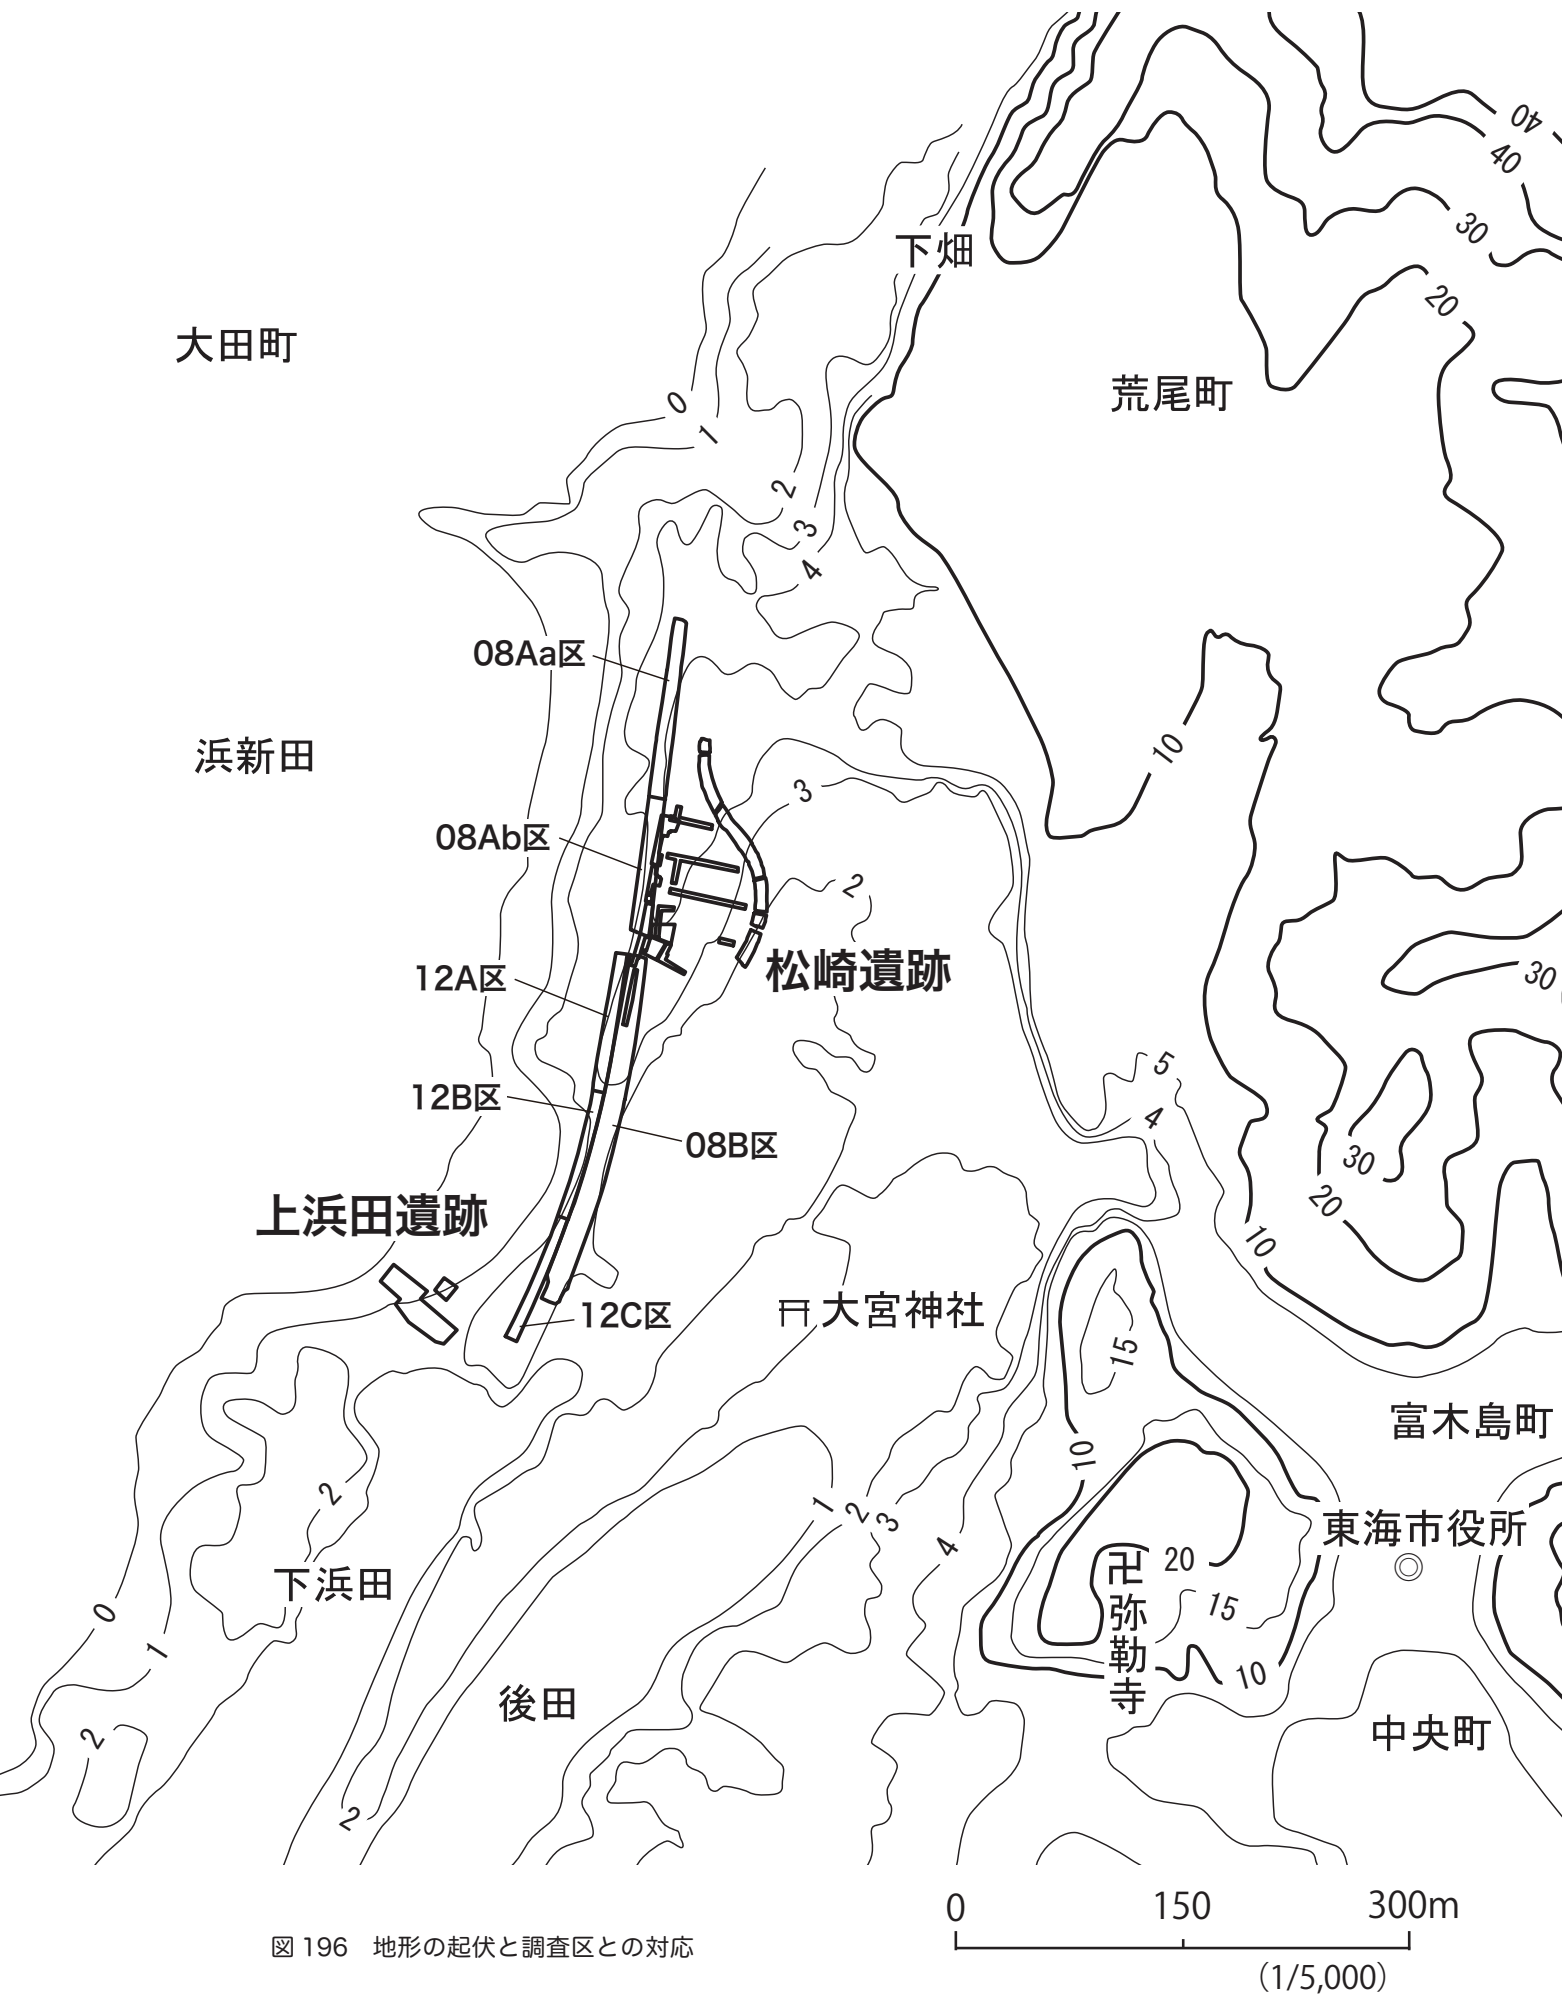 40
40
30
下畑
20
大田町
荒尾町
0
1
2
3
4
08Aa区
10
浜新田
3
08Ab区
2
松崎遺跡
12A区
30
5
12B区
4
08B区
30
20
上浜田遺跡
10
12C区
大宮神社
15
富木島町
10
2
1
2
3
東海市役所
4
20
下浜田
0
15
弥勒寺
1
10
後田
中央町
2
2
0 150 300m
(1/5,000)
図 196 地形の起伏と調査区との対応